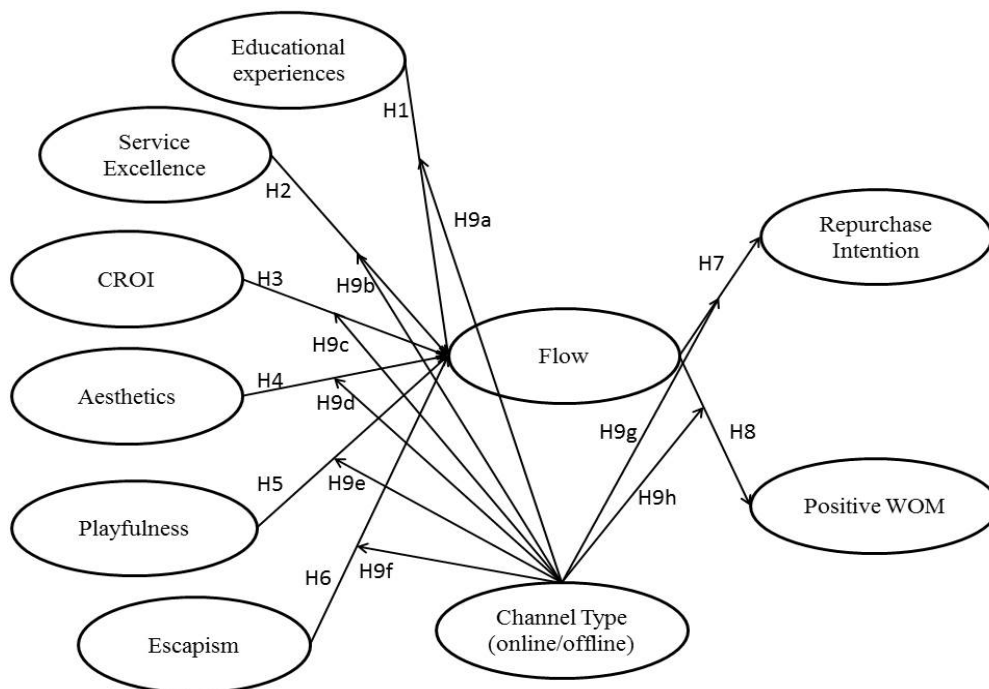 Educational
experiences
H1
Service
Excellence
H2
H9a
Repurchase
Intention
CROI
H3
H9b
H7
H9c
Flow
Aesthetics
H4
H9d
H9g
H8
H5
H9e
H9h
Playfulness
Positive WOM
H6
H9f
Escapism
Channel Type
(online/offline)